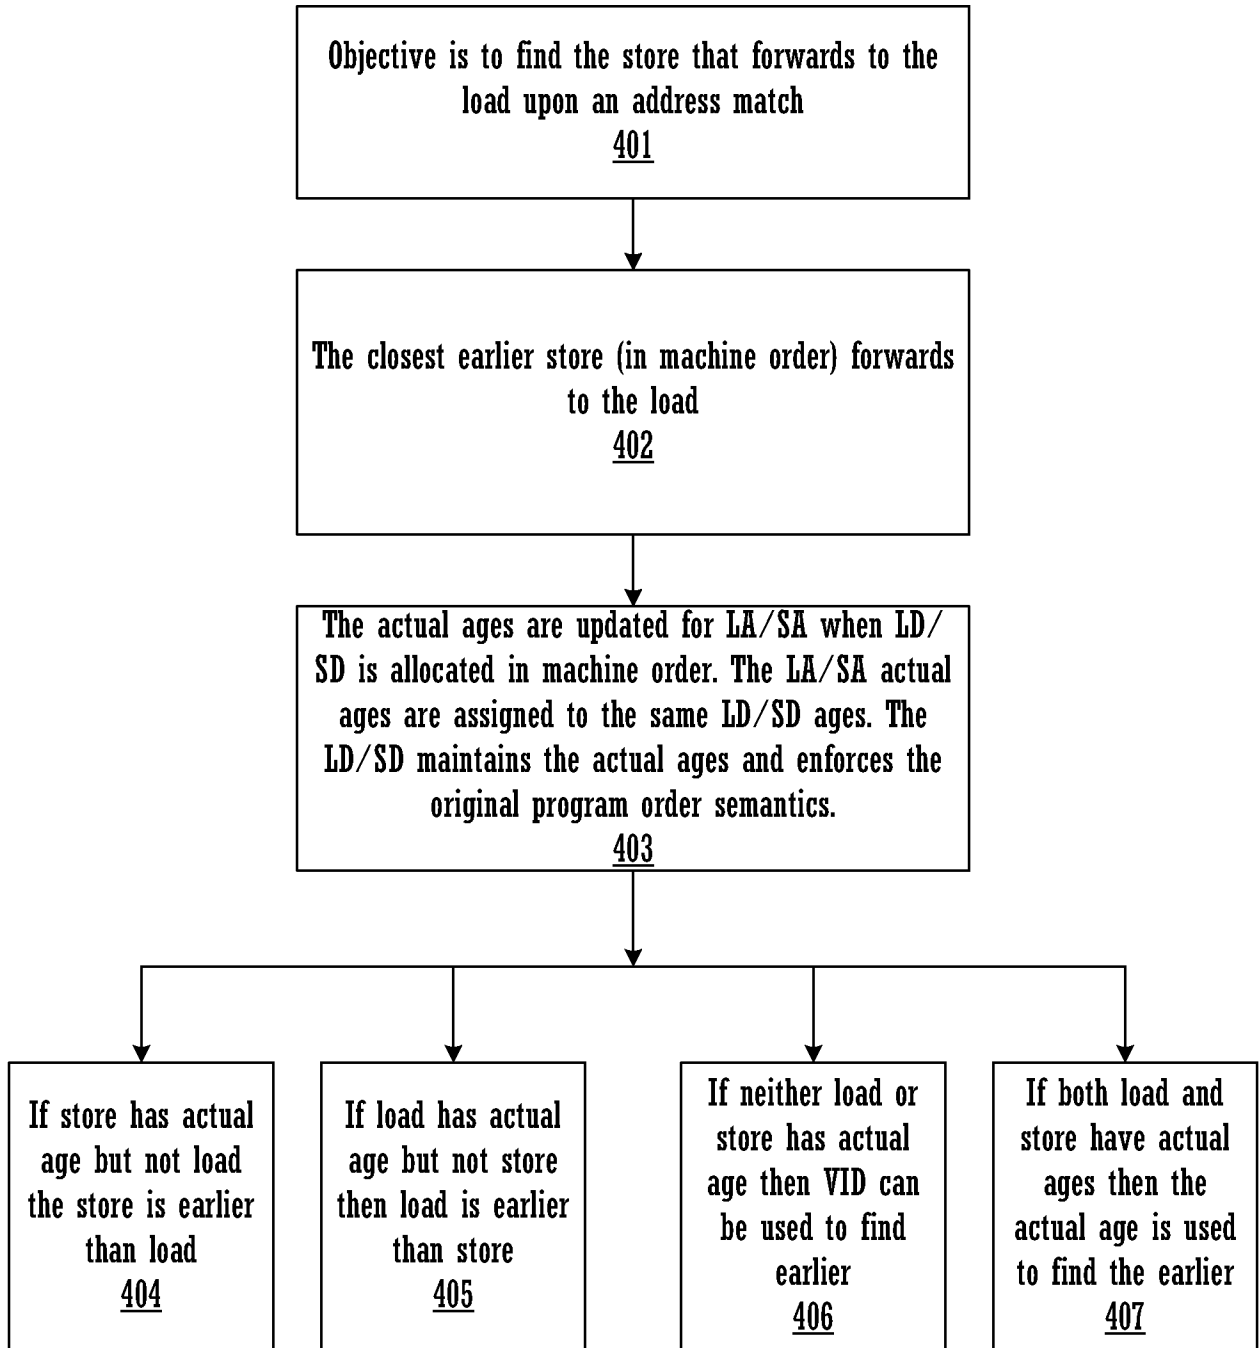 Objective is to find the store that forwards to the
load upon an address match
401
The closest earlier store (in machine order) forwards
to the load
402
The actual ages are updated for LA/SA when LD/
SD is allocated in machine order. The LA/SA actual
ages are assigned to the same LD/SD ages. The
LD/SD maintains the actual ages and enforces the
original program order semantics.
403
If store has actual
age but not load
the store is earlier
than load
404
If load has actual
age but not store
then load is earlier
than store
405
If neither load or
store has actual
age then VID can
be used to find
earlier
406
If both load and
store have actual
ages then the
actual age is used
to find the earlier
407